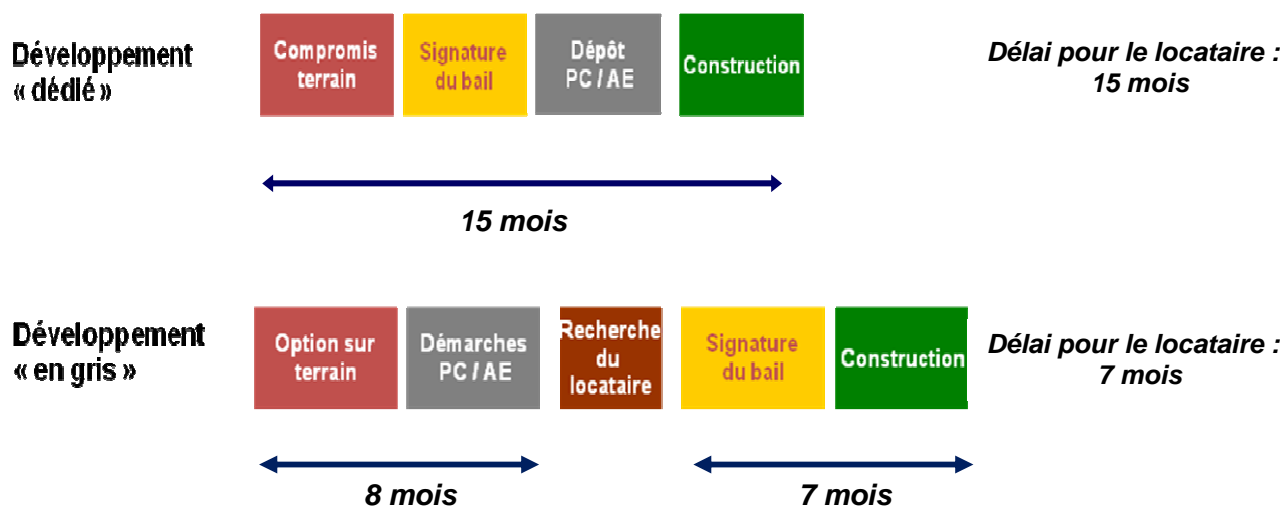 Développement
« dédié »
Compromis
terrain
Signature
du bail
Dépôt
PC / AE
Construction
Délai pour le locataire :
15 mois
15 mois
Développement
« en gris »
Option sur
terrain
Démarches
PC / AE
Recherche
du
locataire
Signature
du bail
Construction
Délai pour le locataire :
7 mois
8 mois
7 mois